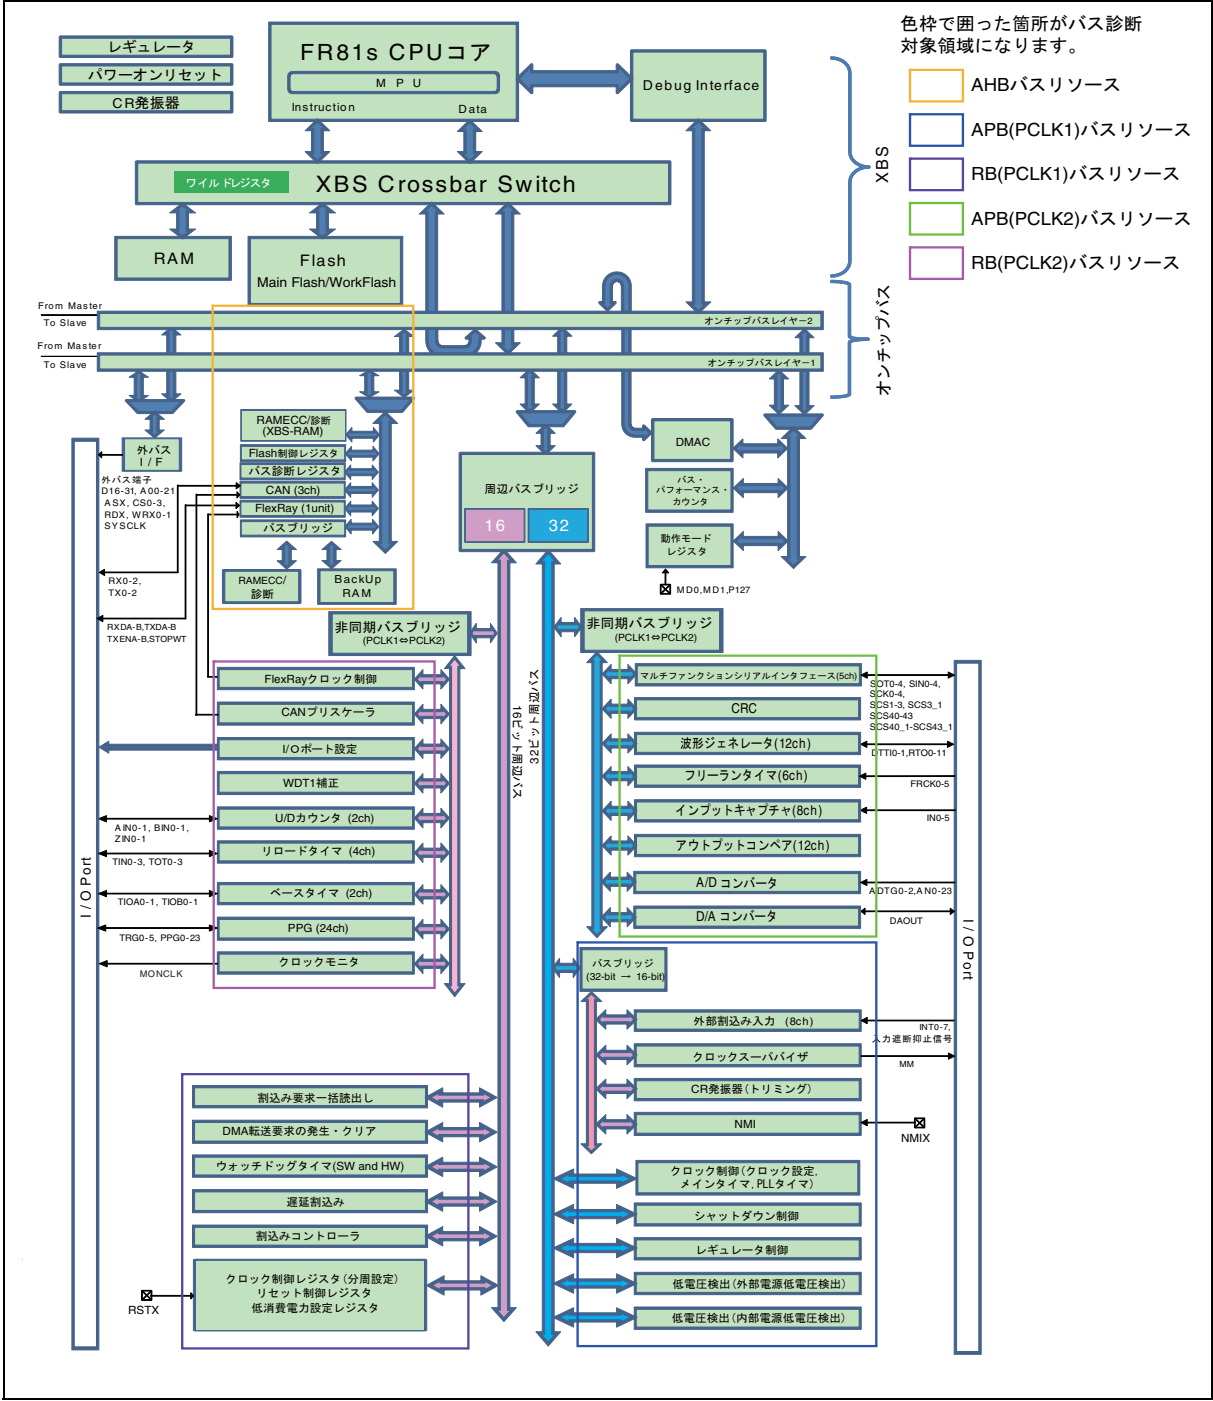 色枠で囲った箇所がバス診断
対象領域になります。
AHBバスリソース
APB(PCLK1)バスリソース
RB(PCLK1)バスリソース
APB(PCLK2)バスリソース
RB(PCLK2)バスリソース
レギュレータ
パワーオンリセット
CR発振器
FR81s CPUコア
M P U
Instruction
Data
Debug Interface
XBS
ワイルドレジスタ
XBS Crossbar Switch
RAM
Flash
Main Flash/WorkFlash
オンチップバス
From Master
To Slave
オンチップバスレイヤー2
From Master
To Slave
オンチップバスレイヤー1
外バス
I / F
外バス端子
D16-31, A00-21
ASX, CS0-3,
RDX, WRX0-1
SYSCLK
RAMECC/診断
(XBS-RAM)
Flash制御レジスタ
バス診断レジスタ
CAN (3ch)
FlexRay (1unit)
バスブリッジ
RAMECC/
診断
BackUp
RAM
RX0-2,
TX0-2
RXDA-B,TXDA-B
TXENA-B,STOPWT
周辺バスブリッジ
16
32
DMAC
バス・
パフォーマンス・
カウンタ
動作モード
レジスタ
MD0,MD1,P127
非同期バスブリッジ
(PCLK1⇔PCLK2)
非同期バスブリッジ
(PCLK1⇔PCLK2)
16ビット周辺バス
32ビット周辺バス
I / O Port
FlexRayクロック制御
CANプリスケーラ
I/Oポート設定
WDT1補正
U/Dカウンタ (2ch)
AIN0-1, BIN0-1,
ZIN0-1
リロードタイマ (4ch)
TIN0-3, TOT0-3
ベースタイマ (2ch)
TIOA0-1, TIOB0-1
PPG (24ch)
TRG0-5, PPG0-23
クロックモニタ
MONCLK
マルチファンクションシリアルインタフェース(5ch)
SOT0-4, SIN0-4,
SCK0-4,
SCS1-3, SCS3_1
SCS40-43
SCS40_1-SCS43_1
CRC
波形ジェネレータ(12ch)
DTTI0-1,RTO0-11
フリーランタイマ(6ch)
FRCK0-5
インプットキャプチャ(8ch)
IN0-5
アウトプットコンペア(12ch)
A/D コンバータ
ADTG0-2,AN0-23
D/A コンバータ
DAOUT
I / O Port
バスブリッジ
(32-bit → 16-bit)
外部割込み入力 (8ch)
INT0-7,
入力遮断抑止信号
クロックスーパバイザ
MM
CR発振器(トリミング)
NMI
NMIX
クロック制御(クロック設定,
メインタイマ, PLLタイマ)
シャットダウン制御
レギュレータ制御
低電圧検出(外部電源低電圧検出)
低電圧検出(内部電源低電圧検出)
割込み要求一括読出し
DMA転送要求の発生・クリア
ウォッチドッグタイマ(SW and HW)
遅延割込み
割込みコントローラ
クロック制御レジスタ(分周設定)
リセット制御レジスタ
低消費電力設定レジスタ
RSTX